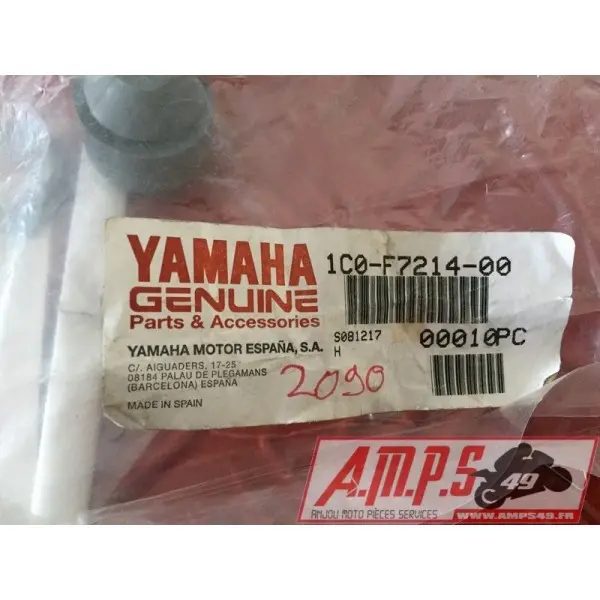 YAMAHA
GENUINE
Parts & Accessories
YAMAHA MOTOR ESPAÑA, S.A.
C/. AIGUADERS, 17-25
08184 PALAU DE PLEGAMANS
(BARCELONA) ESPAÑA
MADE IN SPAIN
1C0-F7214-00
S081217
H
00010PC
2090
A.M.P.S
49
ANJOU MOTO PIÈCES SERVICES
WWW.AMPS49.FR